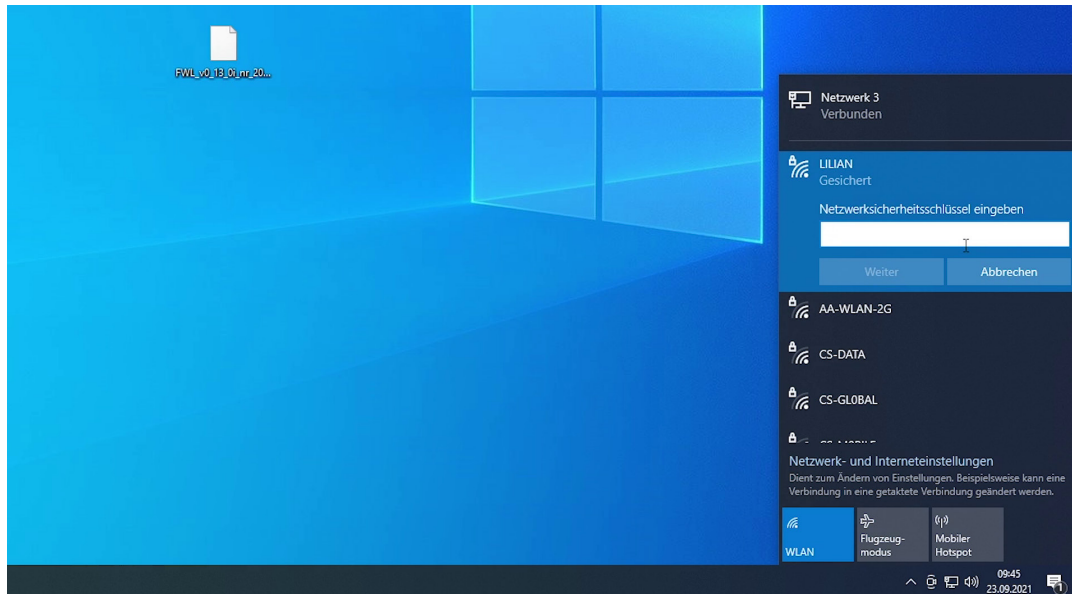 FWL_v0_13_0i_nr_20...
Netzwerk 3
Verbunden
LILIAN
Gesichert
Netzwerksicherheitsschlüssel eingeben
Weiter
Abbrechen
AA-WLAN-2G
CS-DATA
CS-GL0BAL
Netzwerk- und Interneteinstellungen
Dient zum Ändern von Einstellungen. Beispielsweise kann eine
Verbindung in eine getaktete Verbindung geändert werden.
WLAN
Flugzeug-
modus
Mobiler
Hotspot
09:45
23.09.2021
1